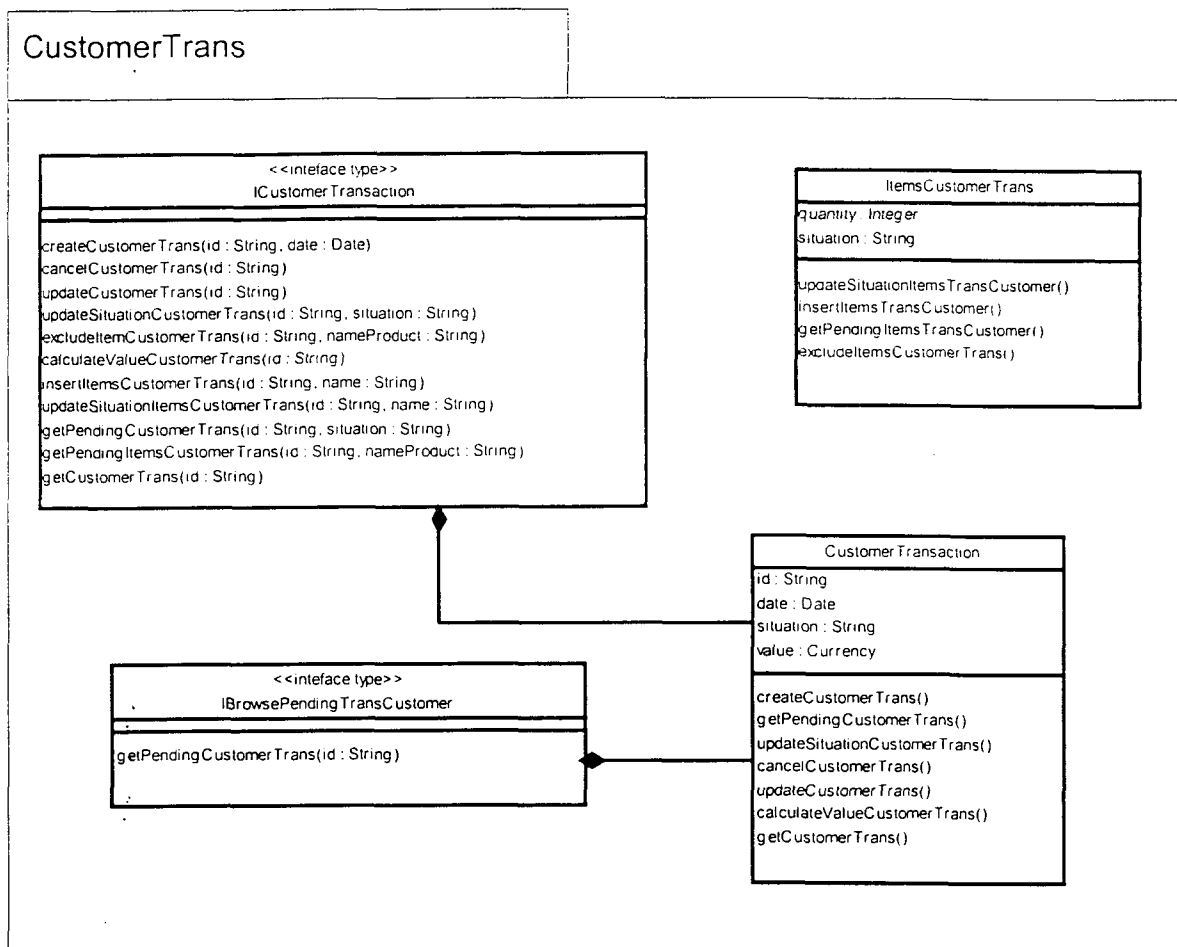 CustomerTrans
<<inteface type>>
ICustomerTransaction
createCustomerTrans(id : String, date : Date)
cancelCustomerTrans(id : String)
updateCustomerTrans(id : String)
updateSituationCustomerTrans(id : String, situation : String)
excludeItemCustomerTrans(id : String, nameProduct : String)
calculateValueCustomerTrans(id : String)
insertItemsCustomerTrans(id : String, name : String)
updateSituationItemsCustomerTrans(id : String, name : String)
getPendingCustomerTrans(id : String, situation : String)
getPendingItemsCustomerTrans(id : String, nameProduct : String)
getCustomerTrans(id : String)
ItemsCustomerTrans
quantity : Integer
situation : String
updateSituationItemsTransCustomer()
insertItemsTransCustomer()
getPendingItemsTransCustomer()
excludeItemsCustomerTrans()
CustomerTransaction
id : String
date : Date
situation : String
value : Currency
createCustomerTrans()
getPendingCustomerTrans()
updateSituationCustomerTrans()
cancelCustomerTrans()
updateCustomerTrans()
calculateValueCustomerTrans()
getCustomerTrans()
<<inteface type>>
IBrowsePendingTransCustomer
getPendingCustomerTrans(id : String)